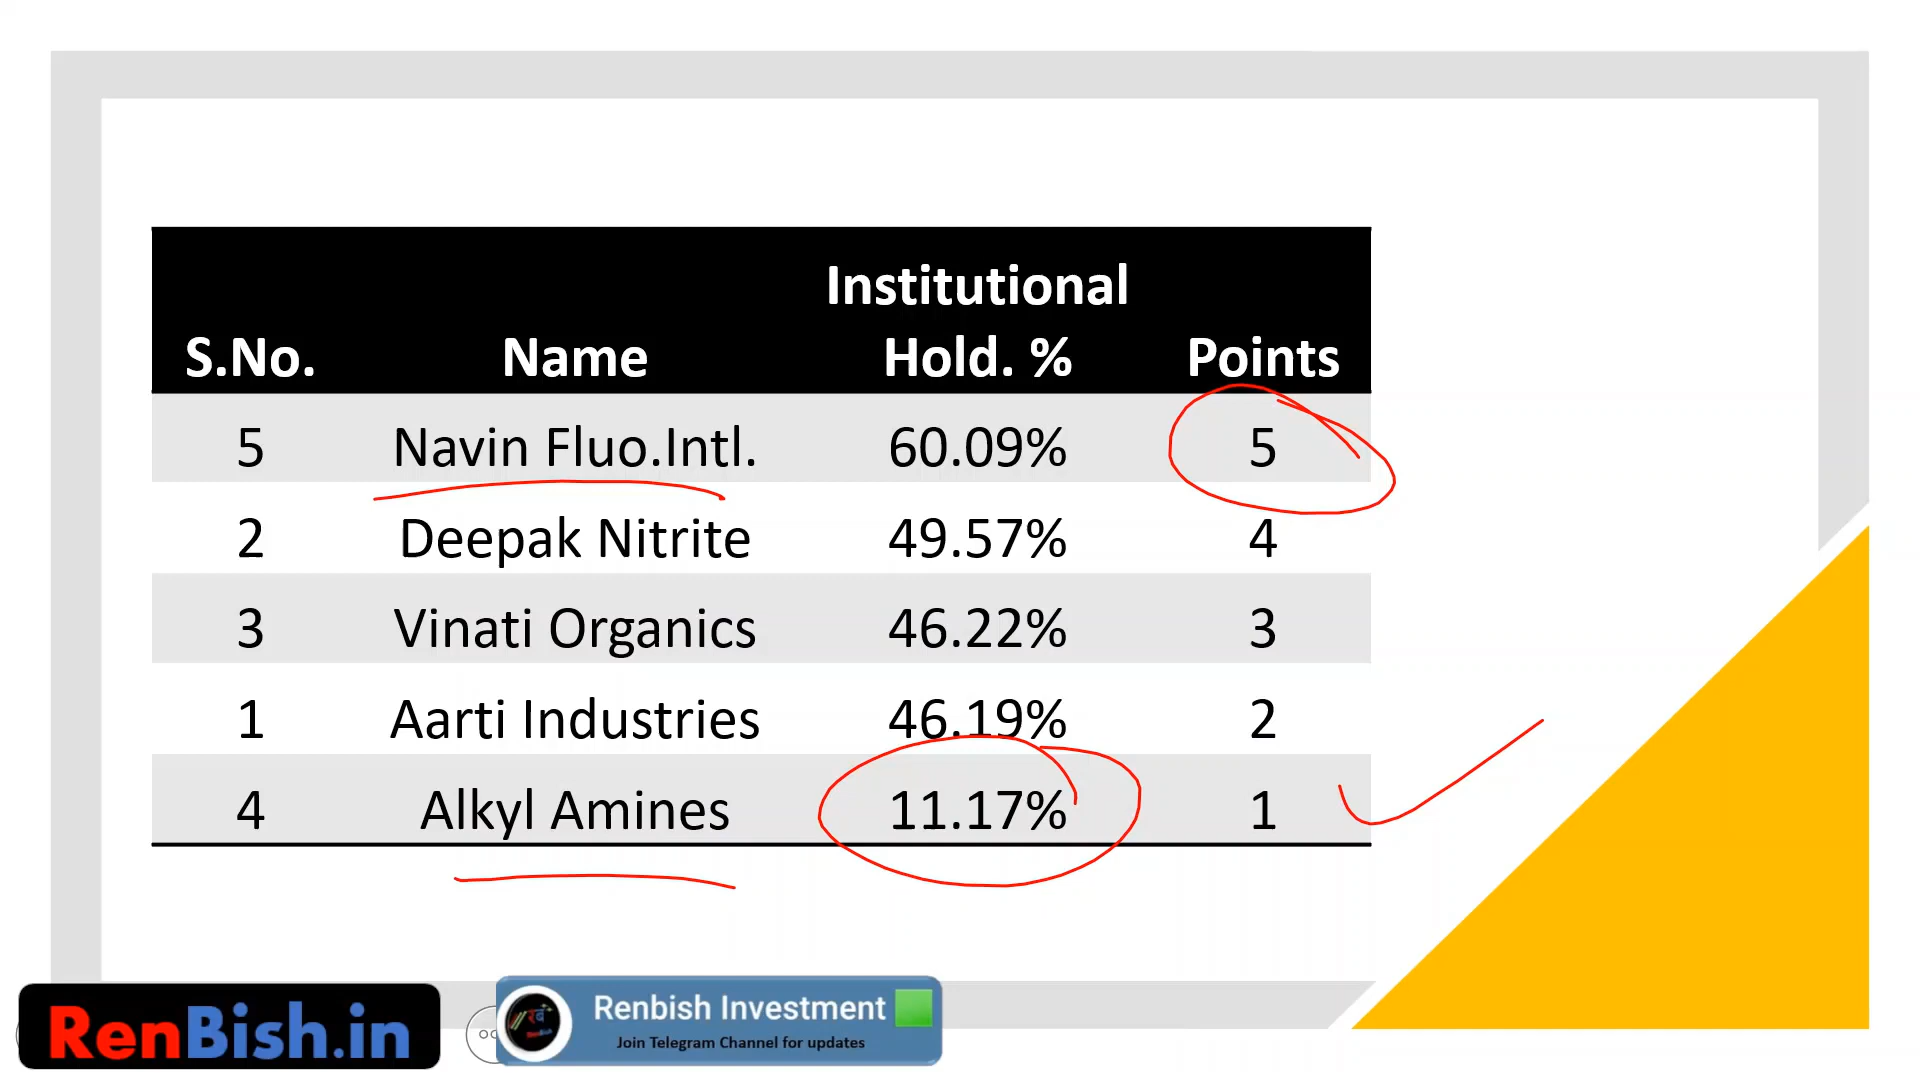 S.No. Name Institutional Hold. % Points
5 Navin Fluo.Intl. 60.09% 5
2 Deepak Nitrite 49.57% 4
3 Vinati Organics 46.22% 3
1 Aarti Industries 46.19% 2
4 Alkyl Amines 11.17% 1
RenBish.in
Renbish Investment
Join Telegram Channel for updates